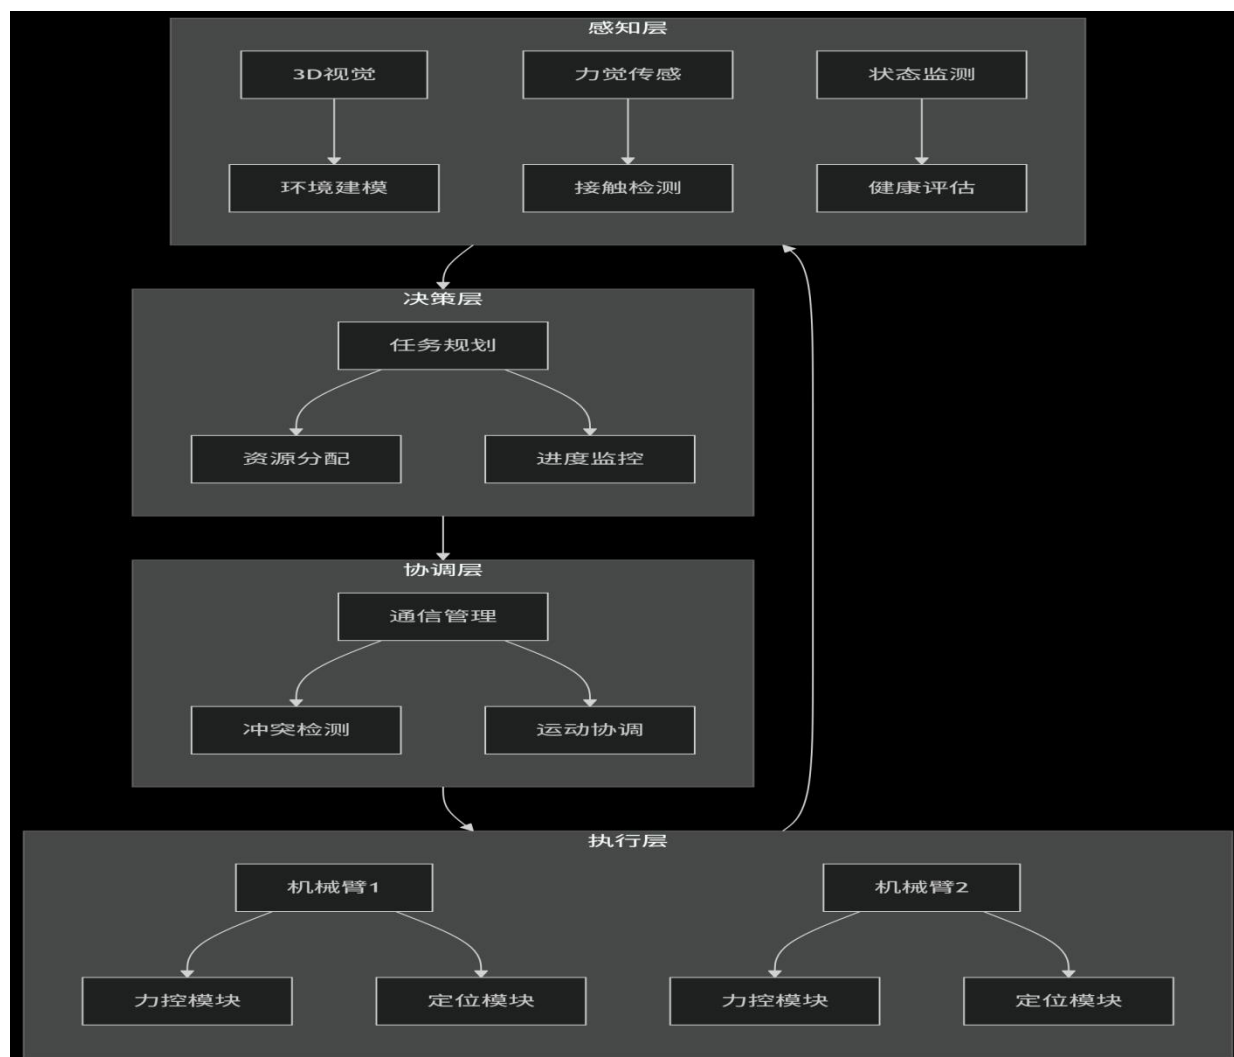 感知层
3D视觉
力觉传感
状态监测
环境建模
接触检测
健康评估
决策层
任务规划
资源分配
进度监控
协调层
通信管理
冲突检测
运动协调
执行层
机械臂1
机械臂2
力控模块
定位模块
力控模块
定位模块